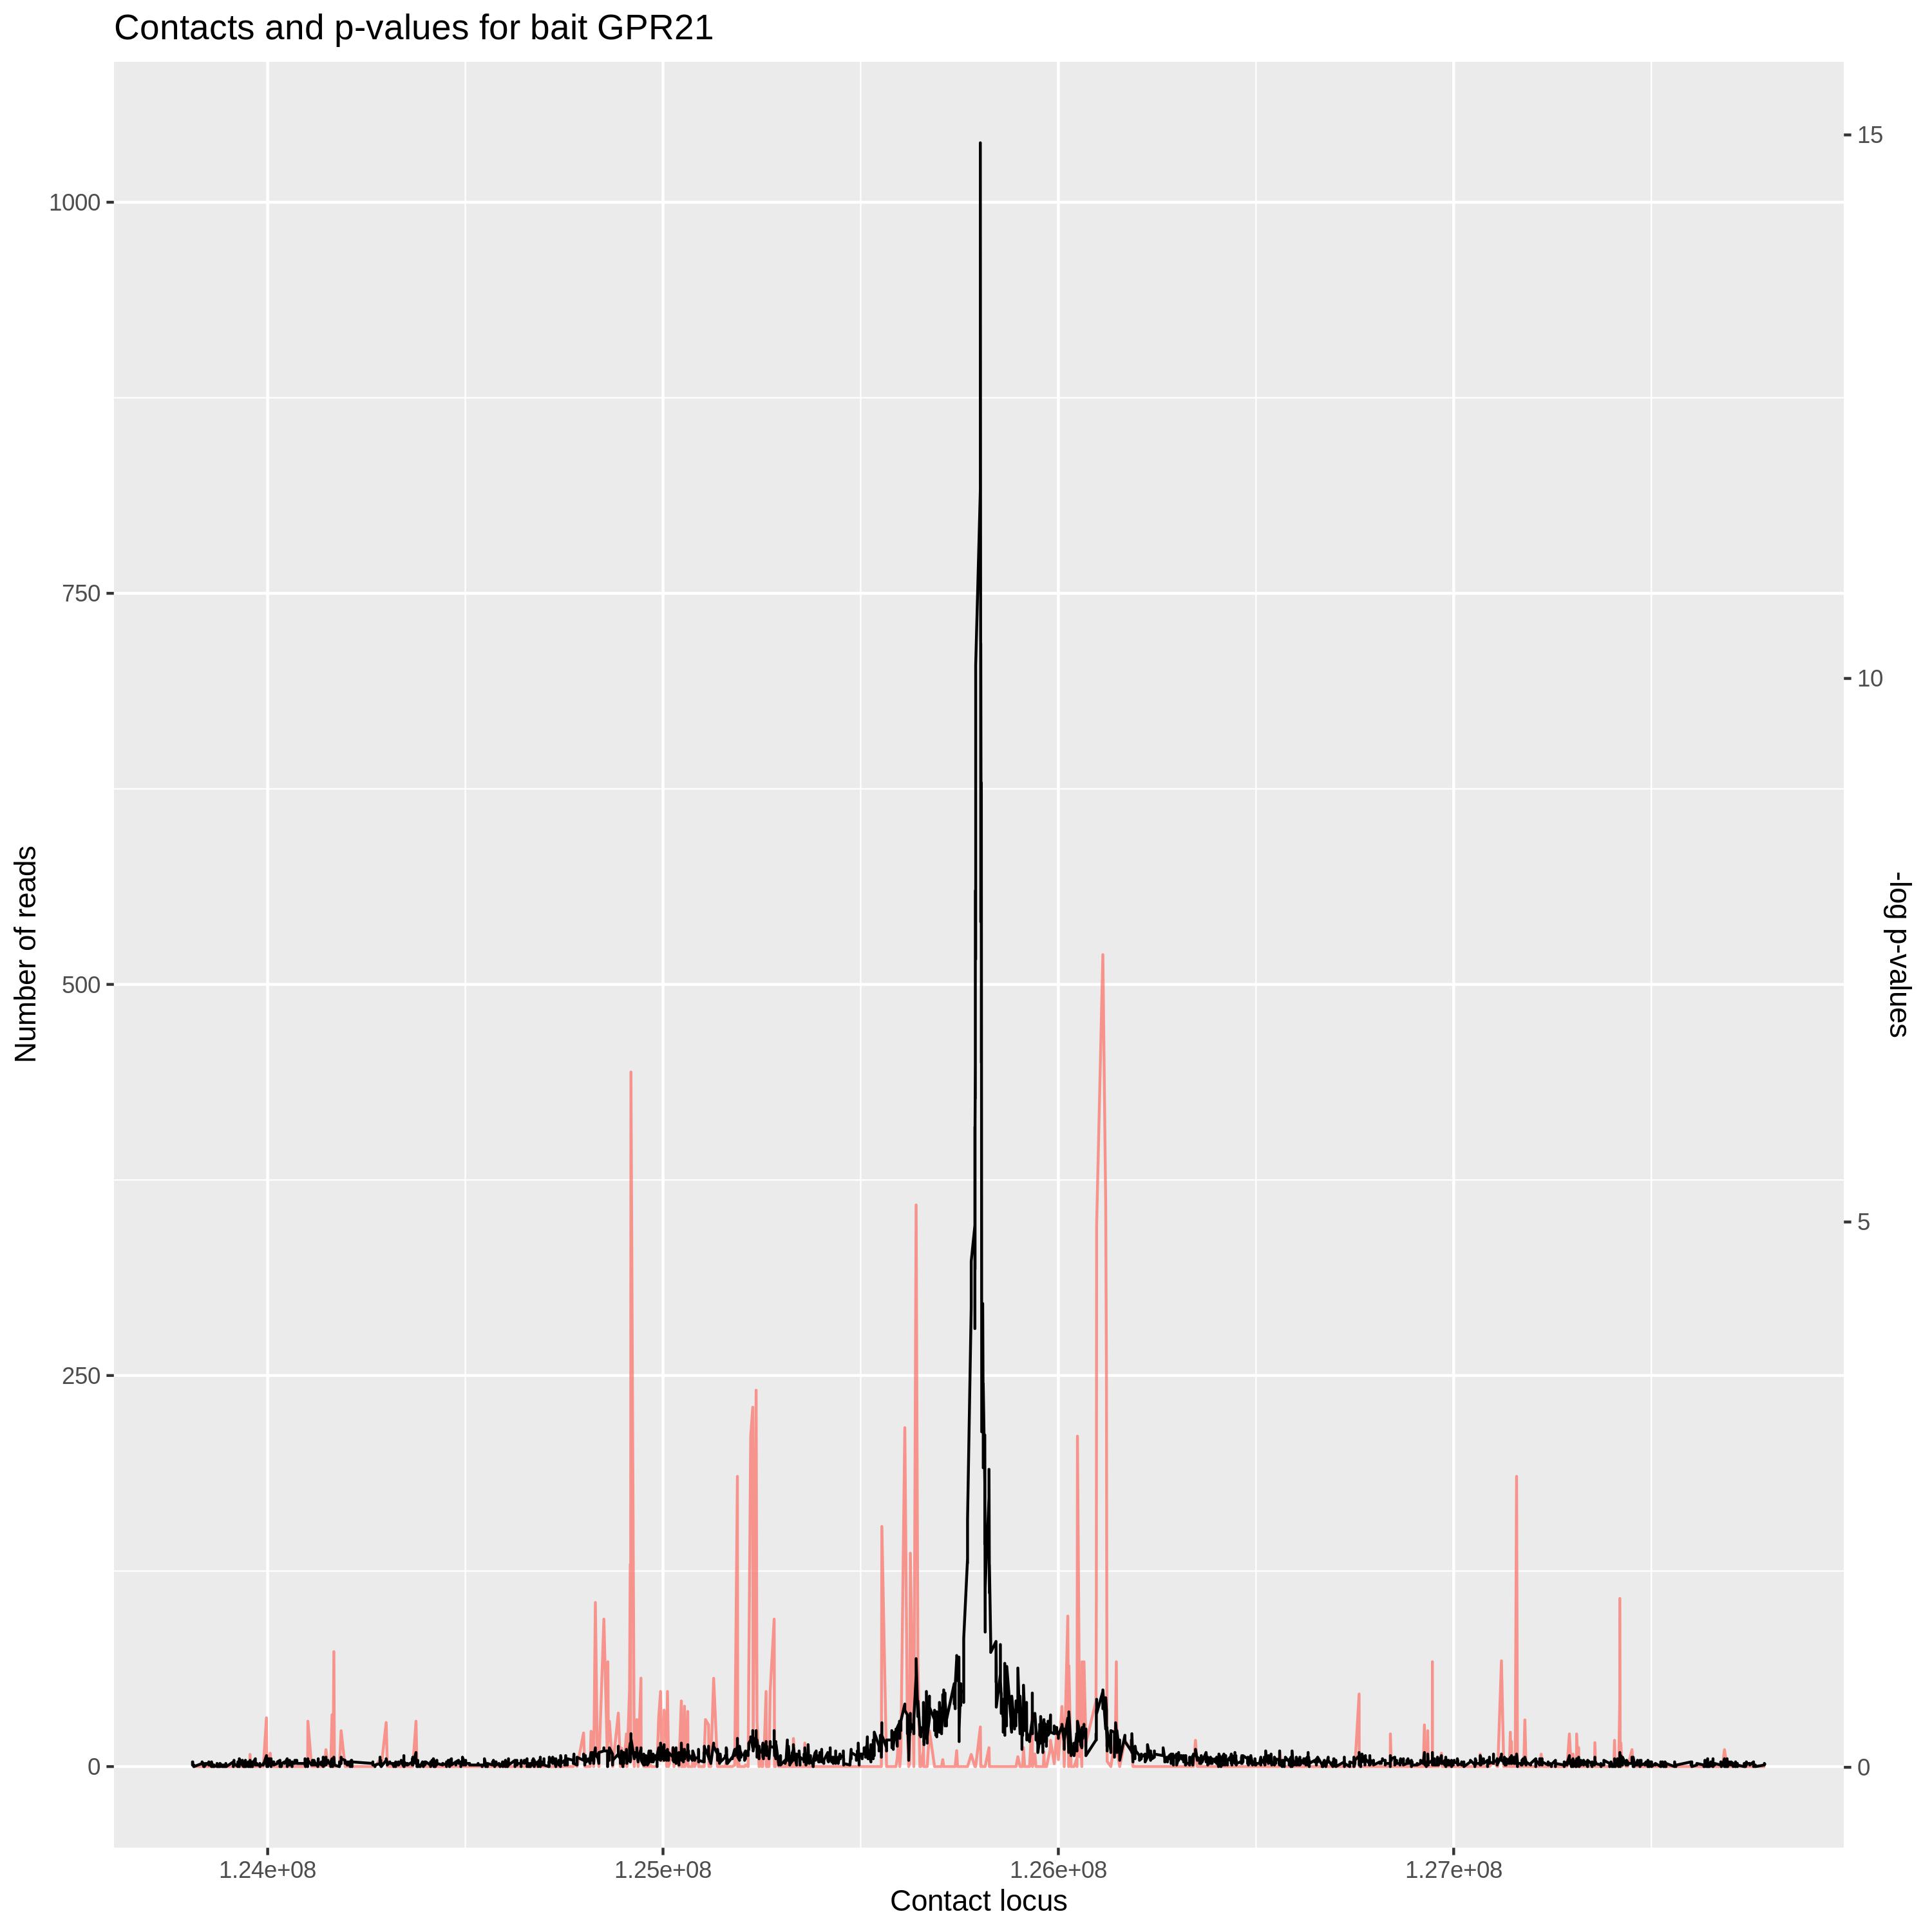 Contacts and p-values for bait GPR21
1000
750
500
250
0
Number of reads
15
10
5
0
-log p-values
1.24e+08
1.25e+08
1.26e+08
1.27e+08
Contact locus